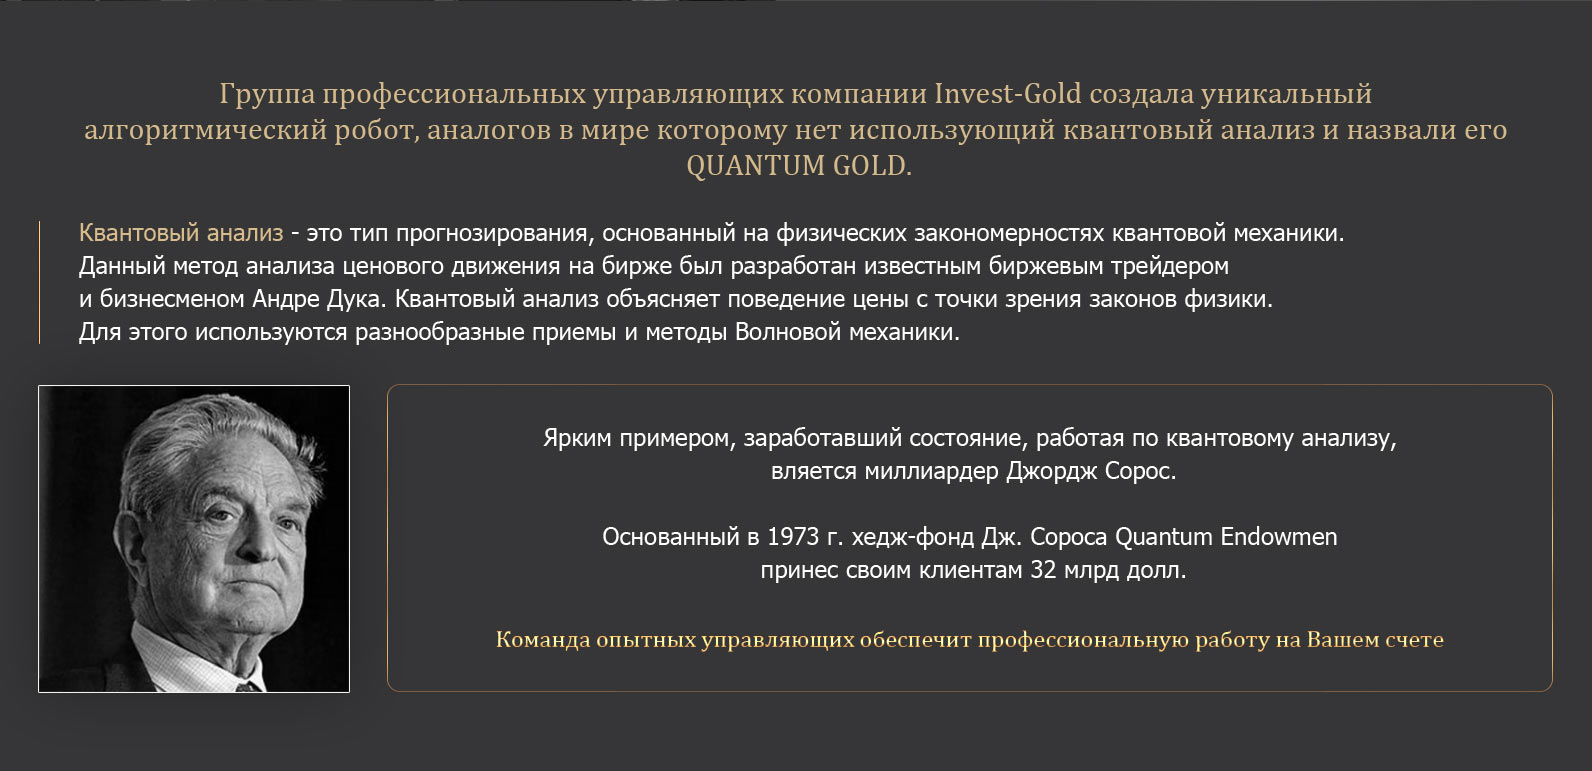 Группа профессиональных управляющих компании Invest-Gold создала уникальный
алгоритмический робот, аналогов в мире которому нет использующий квантовый анализ и назвали его
QUANTUM GOLD.
Квантовый анализ - это тип прогнозирования, основанный на физических закономерностях квантовой механики.
Данный метод анализа ценового движения на бирже был разработан известным биржевым трейдером
и бизнесменом Андре Дука. Квантовый анализ объясняет поведение цены с точки зрения законов физики.
Для этого используются разнообразные приемы и методы Волновой механики.
Ярким примером, заработавший состояние, работая по квантовому анализу,
вляется миллиардер Джордж Сорос.
Основанный в 1973 г. хедж-фонд Дж. Сороса Quantum Endowmen
принес своим клиентам 32 млрд долл.
Команда опытных управляющих обеспечит профессиональную работу на Вашем счете